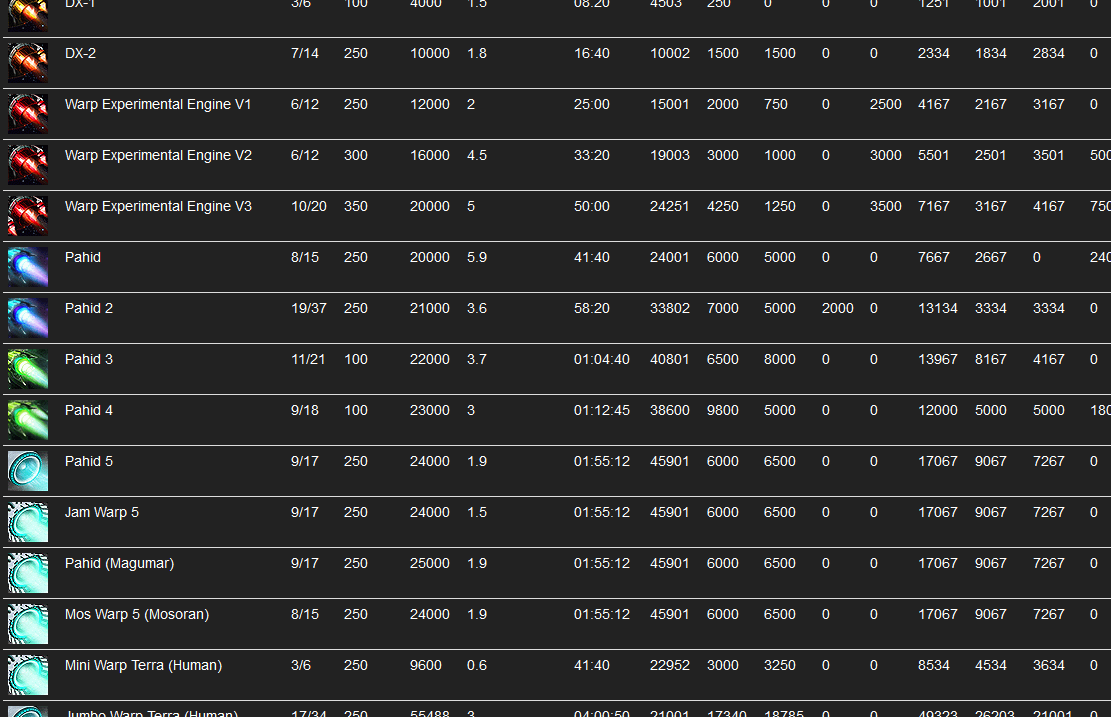 DX-1 3/6 100 4000 1.5 08:20 4503 250 0 0 0 1251 1001 2001 0
DX-2 7/14 250 10000 1.8 16:40 10002 1500 1500 0 0 2334 1834 2834 0
Warp Experimental Engine V1 6/12 250 12000 2 25:00 15001 2000 750 0 2500 4167 2167 3167 0
Warp Experimental Engine V2 6/12 300 16000 4.5 33:20 19003 3000 1000 0 3000 5501 2501 3501 500
Warp Experimental Engine V3 10/20 350 20000 5 50:00 24251 4250 1250 0 3500 7167 3167 4167 750
Pahid 8/15 250 20000 5.9 41:40 24001 6000 5000 0 0 7667 2667 0 240
Pahid 2 19/37 250 21000 3.6 58:20 33802 7000 5000 2000 0 13134 3334 3334 0
Pahid 3 11/21 100 22000 3.7 01:04:40 40801 6500 8000 0 0 13967 8167 4167 0
Pahid 4 9/18 100 23000 3 01:12:45 38600 9800 5000 0 0 12000 5000 5000 180
Pahid 5 9/17 250 24000 1.9 01:55:12 45901 6000 6500 0 0 17067 9067 7267 0
Jam Warp 5 9/17 250 24000 1.5 01:55:12 45901 6000 6500 0 0 17067 9067 7267 0
Pahid (Magumar) 9/17 250 25000 1.9 01:55:12 45901 6000 6500 0 0 17067 9067 7267 0
Mos Warp 5 (Mosoran) 8/15 250 24000 1.9 01:55:12 45901 6000 6500 0 0 17067 9067 7267 0
Mini Warp Terra (Human) 3/6 250 9600 0.6 41:40 22952 3000 3250 0 0 8534 4534 3634 0
Jumbo Warp Terra (Human) 17/34 250 55488 3 04:00:50 21001 17340 18785 0 0 49323 26203 21001 0